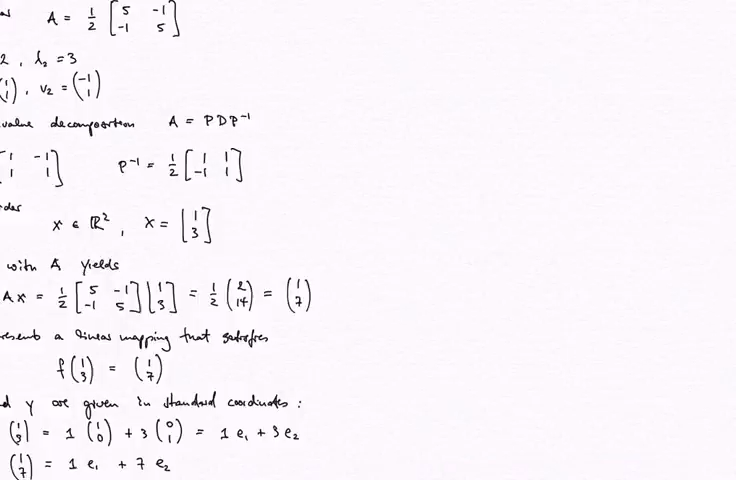 A = 1/2 [5 -1; -1 5]
2 , λ₂ = 3
(1; 1) , v₂ = (-1; 1)
value decomposition A = PDP⁻¹
[1 -1; 1 1] P⁻¹ = 1/2 [1 1; -1 1]
x ∈ ℝ² , x = [1; 3]
with A yields
Ax = 1/2 [5 -1; -1 5] [1; 3] = 1/2 (2; 14) = (1; 7)
a linear mapping that satisfies
f(1; 3) = (1; 7)
y are given in standard coordinates :
(1; 3) = 1 (1; 0) + 3 (0; 1) = 1 e₁ + 3 e₂
(1; 7) = 1 e₁ + 7 e₂